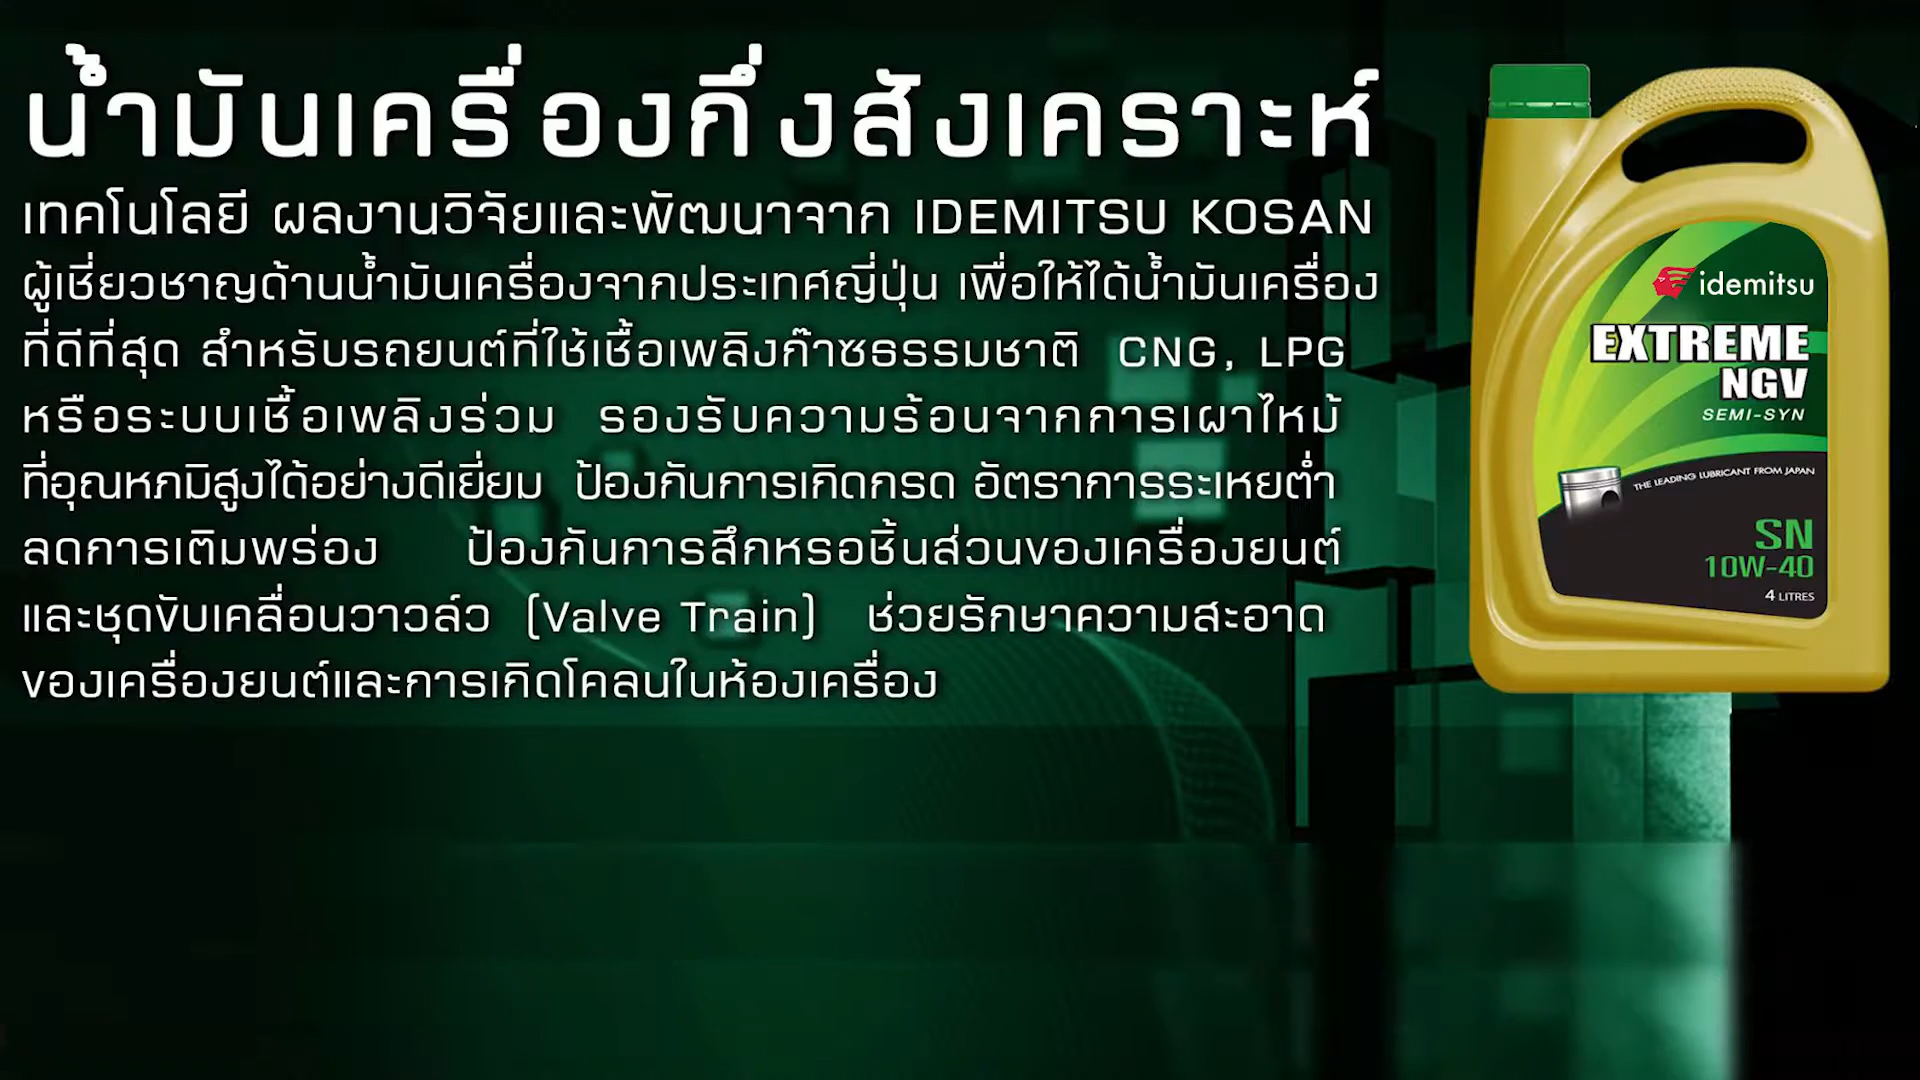 น้ำมันเครื่องกึ่งสังเคราะห์
เทคโนโลยี ผลงานวิจัยและพัฒนาจาก IDEMITSU KOSAN
ผู้เชี่ยวชาญด้านน้ำมันเครื่องจากประเทศญี่ปุ่น เพื่อให้ได้น้ำมันเครื่อง
ที่ดีที่สุด สำหรับรถยนต์ที่ใช้เชื้อเพลิงก๊าซธรรมชาติ CNG, LPG
หรือระบบเชื้อเพลิงร่วม รองรับความร้อนจากการเผาไหม้
ที่อุณหภมิสูงได้อย่างดีเยี่ยม ป้องกันการเกิดกรด อัตราการระเหยต่ำ
ลดการเติมพร่อง ป้องกันการสึกหรอชิ้นส่วนของเครื่องยนต์
และชุดขับเคลื่อนวาวล์ว (Valve Train) ช่วยรักษาความสะอาด
ของเครื่องยนต์และการเกิดโคลนในห้องเครื่อง
idemitsu
EXTREME
NGV
SEMI-SYN
THE LEADING LUBRICANT FROM JAPAN
SN
10W-40
4 LITRES